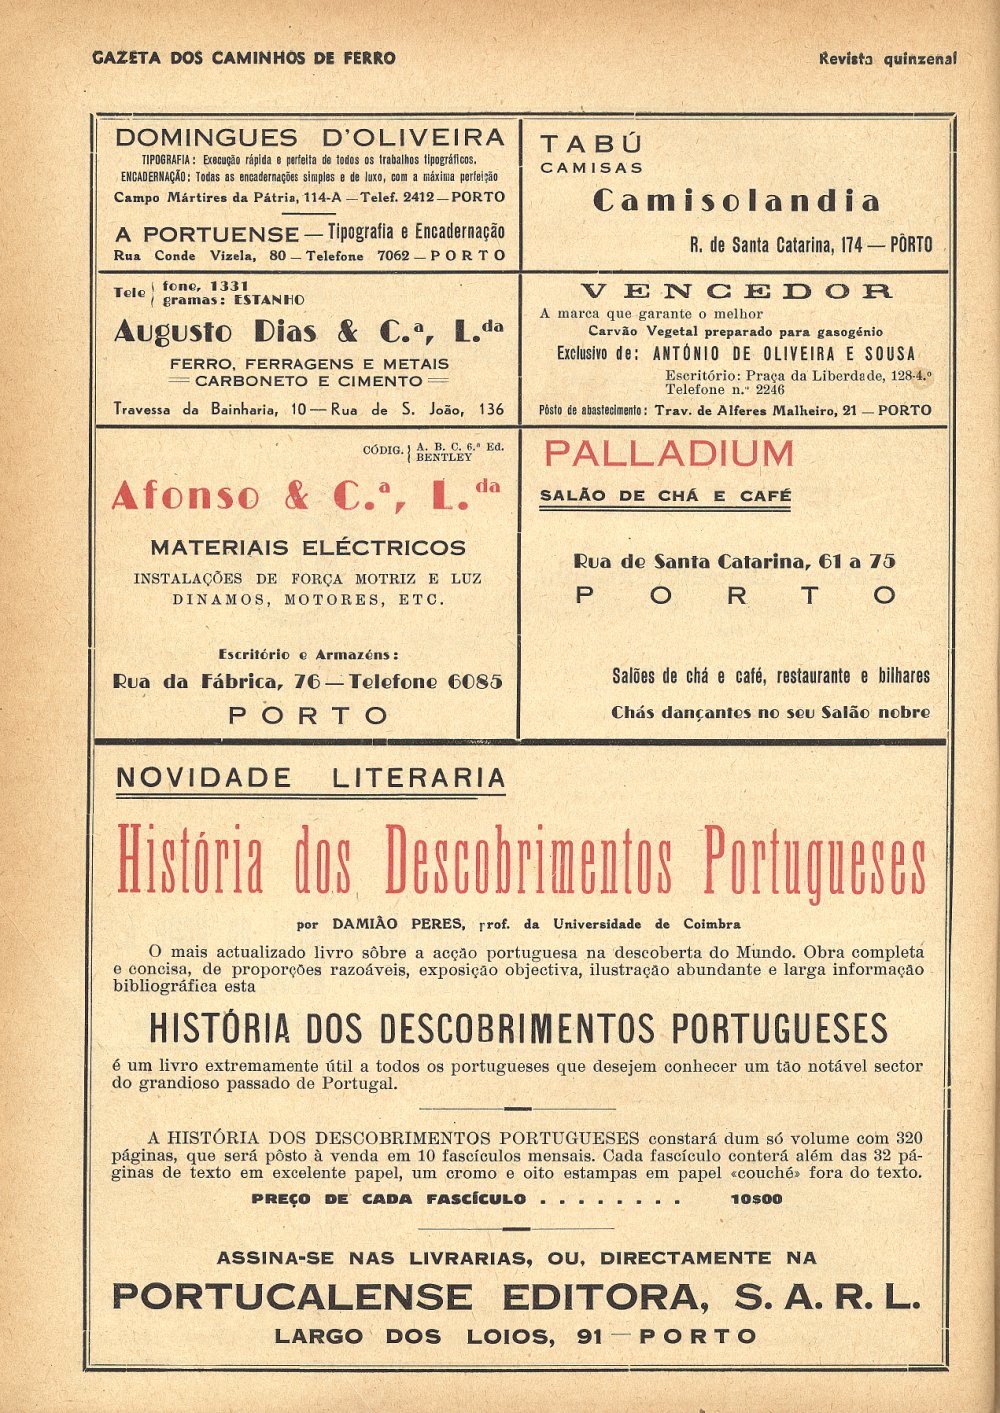 GAZETA DOS CAMINHOS DE FERRO
Revista quinzenal
DOMINGUES D'OLIVEIRA
TIPOGRAFIA: Execução rápida e perfeita de todos os trabalhos tipográficos.
ENCADERNAÇÃO: Todas as encadernações simples e de luxo, com a máxima perfeição
Campo Mártires da Pátria, 114-A — Telef. 2412 — PORTO
A PORTUENSE — Tipografia e Encadernação
Rua Conde Vizela, 80 — Telefone 7062 — PORTO
TABÚ
CAMISAS
Camisolandia
R. de Santa Catarina, 174 — PÔRTO
Tele { fone, 1331
gramas: ESTANHO
Augusto Dias & C.ª, L.da
FERRO, FERRAGENS E METAIS
CARBONETO E CIMENTO
Travessa da Bainharia, 10 — Rua de S. João, 136
VENCEDOR
A marca que garante o melhor
Carvão Vegetal preparado para gasogénio
Exclusivo de: ANTÓNIO DE OLIVEIRA E SOUSA
Escritório: Praça da Liberdade, 128-4.º
Telefone n.º 2246
Pôsto de abastecimento: Trav. de Alferes Malheiro, 21 — PORTO
CÓDIG. { A. B. C. 6.ª Ed.
BENTLEY
Afonso & C.ª, L.da
MATERIAIS ELÉCTRICOS
INSTALAÇÕES DE FORÇA MOTRIZ E LUZ
DINAMOS, MOTORES, ETC.
Escritório e Armazéns:
Rua da Fábrica, 76 — Telefone 6085
PORTO
PALLADIUM
SALÃO DE CHÁ E CAFÉ
Rua de Santa Catarina, 61 a 75
PORTO
Salões de chá e café, restaurante e bilhares
Chás dançantes no seu Salão nobre
NOVIDADE LITERARIA
História dos Descobrimentos Portugueses
por DAMIÃO PERES, prof. da Universidade de Coimbra
O mais actualizado livro sôbre a acção portuguesa na descoberta do Mundo. Obra completa
e concisa, de proporções razoáveis, exposição objectiva, ilustração abundante e larga informação
bibliográfica esta
HISTÓRIA DOS DESCOBRIMENTOS PORTUGUESES
é um livro extremamente útil a todos os portugueses que desejem conhecer um tão notável sector
do grandioso passado de Portugal.
A HISTÓRIA DOS DESCOBRIMENTOS PORTUGUESES constará dum só volume com 320
páginas, que será pôsto à venda em 10 fascículos mensais. Cada fascículo conterá além das 32 pá-
ginas de texto em excelente papel, um cromo e oito estampas em papel «couché» fora do texto.
PREÇO DE CADA FASCÍCULO . . . . . . . . 10$00
ASSINA-SE NAS LIVRARIAS, OU, DIRECTAMENTE NA
PORTUCALENSE EDITORA, S. A. R. L.
LARGO DOS LOIOS, 91 — PORTO